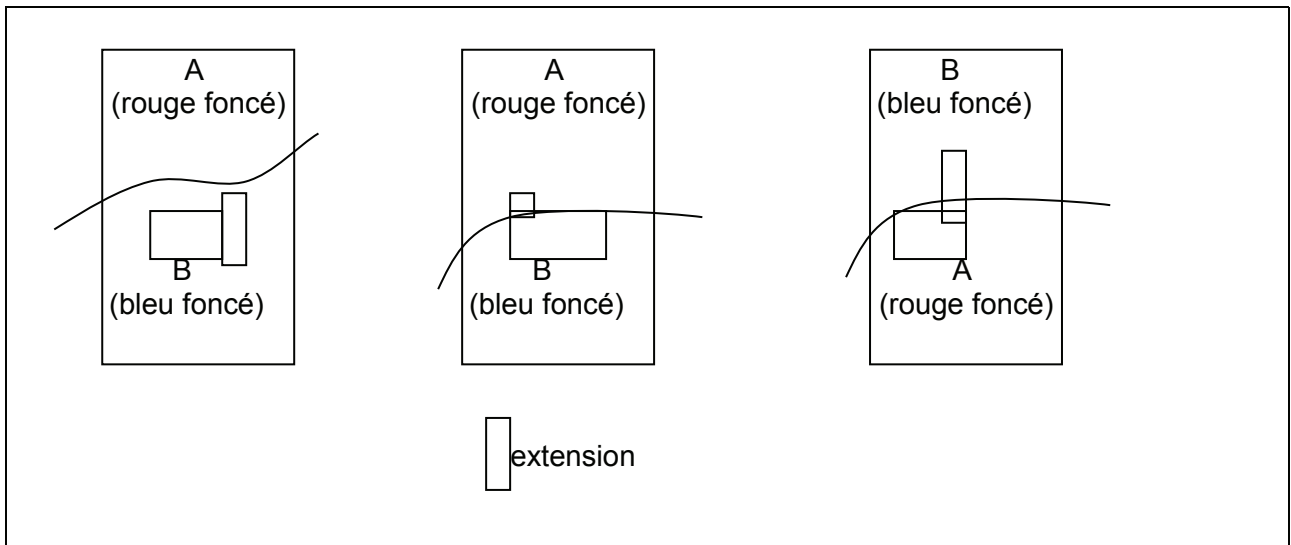 A
(rouge foncé)
B
(bleu foncé)
A
(rouge foncé)
B
(bleu foncé)
B
(bleu foncé)
A
(rouge foncé)
extension